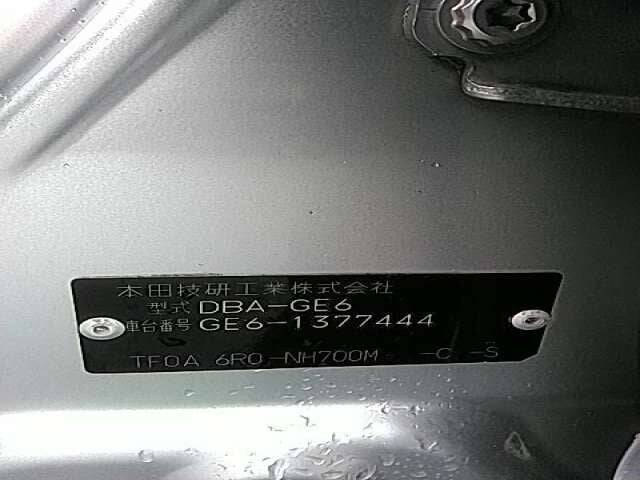 本田技研工業株式会社
型式 DBA-GE6
車台番号 GE6-1377444
TF0A 6R0-NH700M -C -S